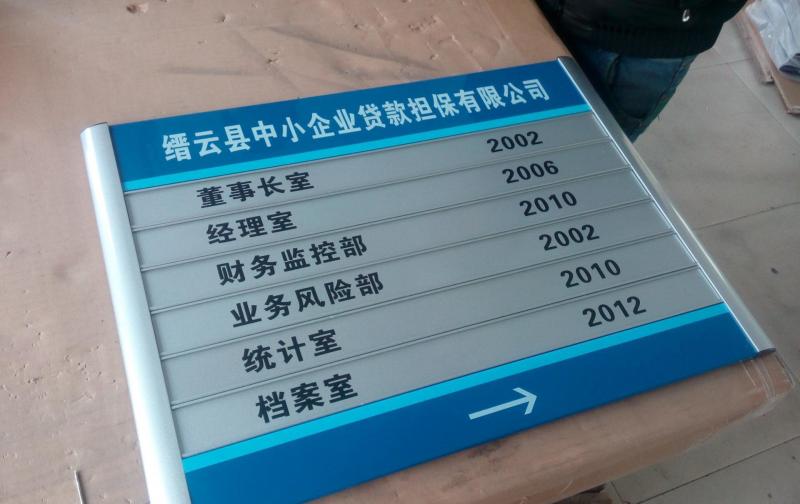 缙云县中小企业贷款担保有限公司
董事长室 2002
经理室 2006
财务监控部 2010
业务风险部 2002
统计室 2010
档案室 2012